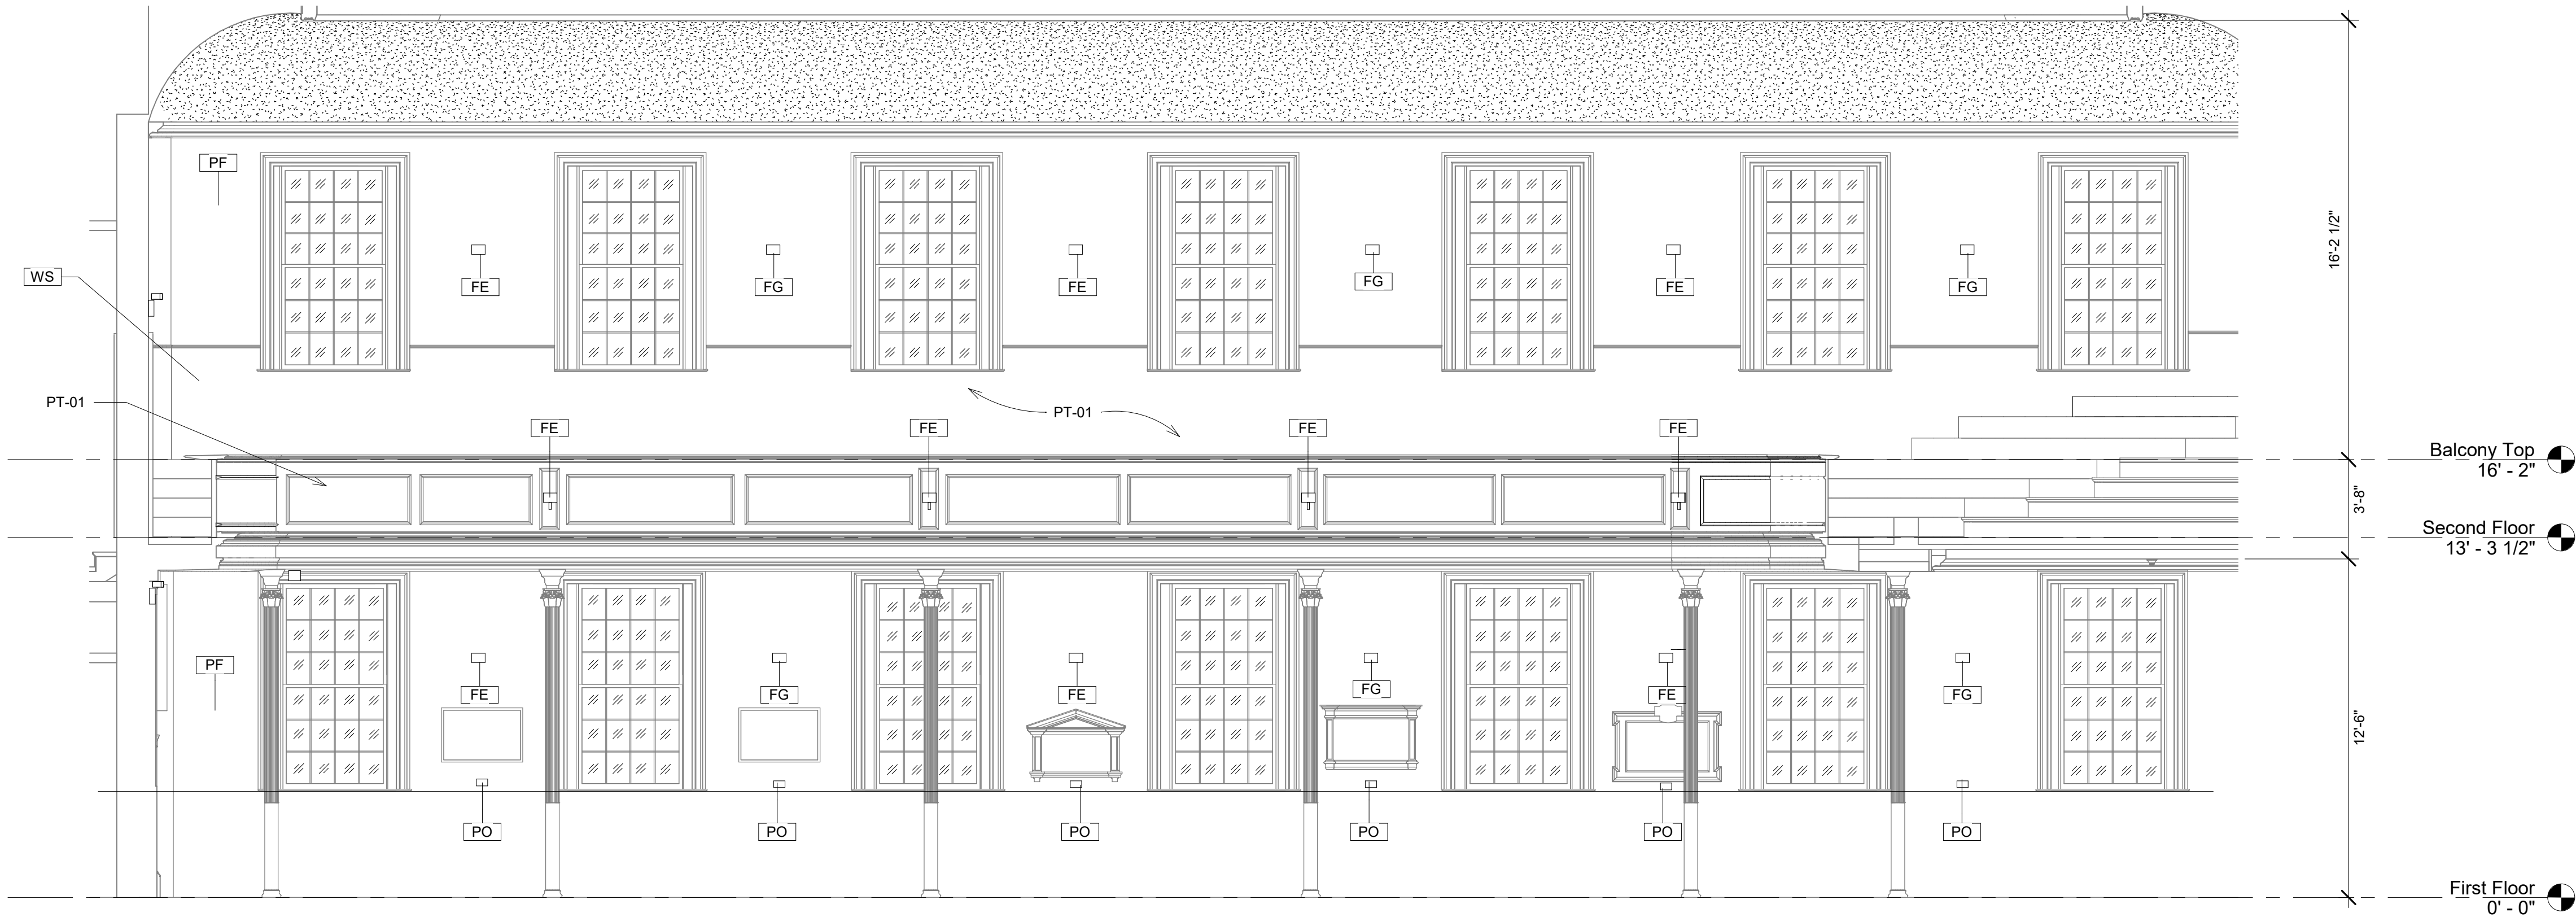 PF
16'-2 1/2"
WS
FE
FG
FE
FG
FE
FG
PT-01
PT-01
FE
FE
FE
FE
Balcony Top
16' - 2"
3'-8"
Second Floor
13' - 3 1/2"
PF
FE
FG
FE
FG
FE
FG
12'-6"
PO
PO
PO
PO
PO
PO
First Floor
0' - 0"